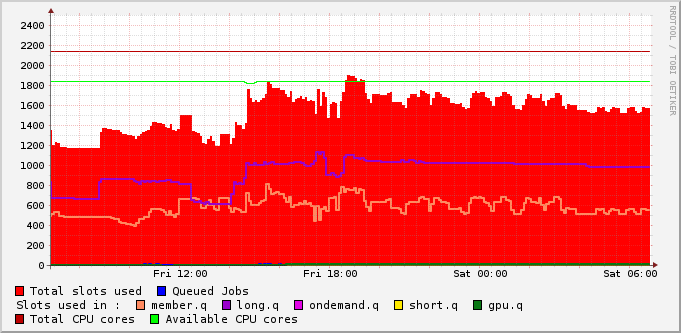 RRDTOOL / TOBI OETIKER
2400
2200
2000
1800
1600
1400
1200
1000
800
600
400
200
0
Fri 12:00 Fri 18:00 Sat 00:00 Sat 06:00
Total slots used Queued Jobs
Slots used in : member.q long.q ondemand.q short.q gpu.q
Total CPU cores Available CPU cores